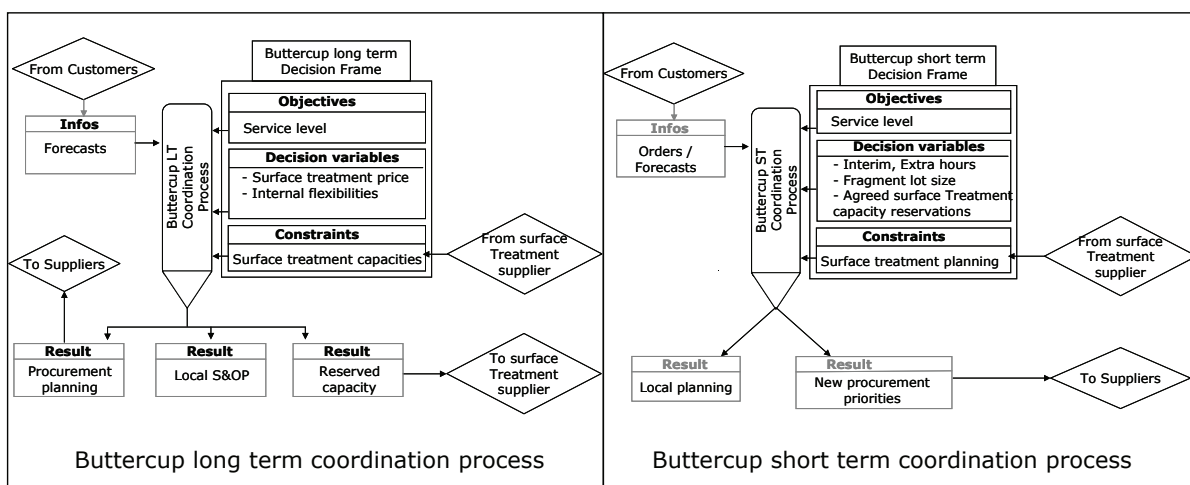 Buttercup long term
Decision Frame
From Customers
Objectives
Service level
Infos
Forecasts
Decision variables
- Surface treatment price
- Internal flexibilities
Buttercup LT
Coordination
Process
Constraints
Surface treatment capacities
From surface
Treatment
supplier
To Suppliers
Result
Procurement
planning
Result
Local S&OP
Result
Reserved
capacity
To surface
Treatment
supplier
Buttercup long term coordination process
Buttercup short term
Decision Frame
From Customers
Objectives
Service level
Infos
Orders /
Forecasts
Decision variables
- Interim, Extra hours
- Fragment lot size
- Agreed surface Treatment
capacity reservations
Buttercup ST
Coordination
Process
Constraints
Surface treatment planning
From surface
Treatment
supplier
Result
Local planning
Result
New procurement
priorities
To Suppliers
Buttercup short term coordination process